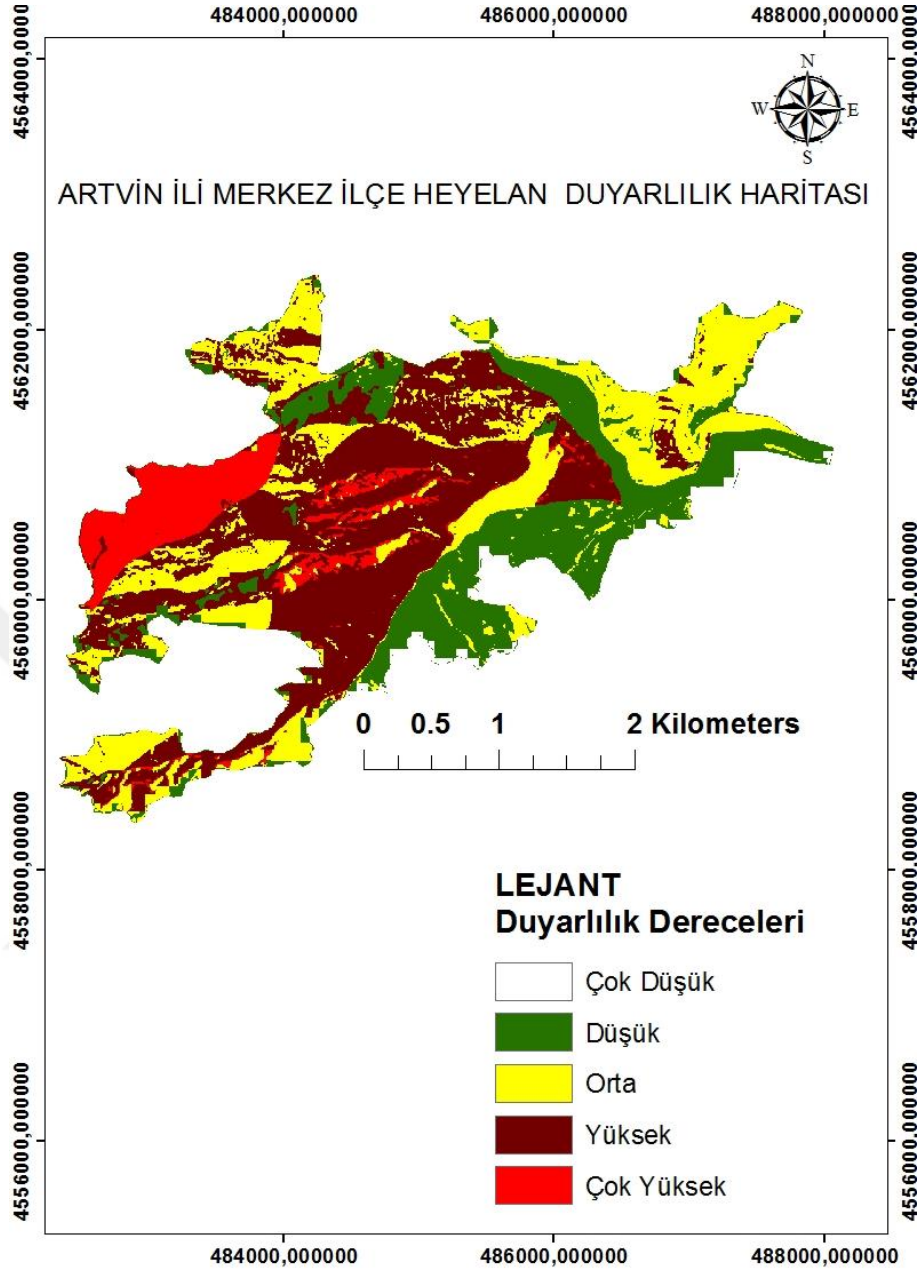 484000,000000 486000,000000 488000,000000
4564000,000000 4564000,000000
N
W E
S
ARTVİN İLİ MERKEZ İLÇE HEYELAN DUYARLILIK HARİTASI
4562000,000000 4562000,000000
4560000,000000 4560000,000000
0 0.5 1 2 Kilometers
4558000,000000 4558000,000000
LEJANT
Duyarlılık Dereceleri
Çok Düşük
Düşük
Orta
Yüksek
Çok Yüksek
4556000,000000 4556000,000000
484000,000000 486000,000000 488000,000000